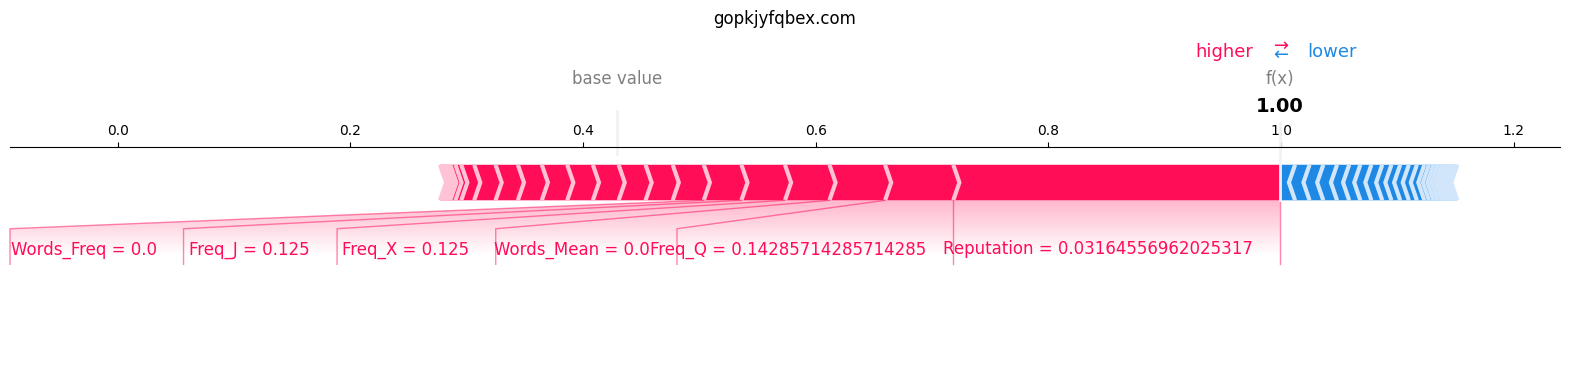 gopkjyfqbex.com
higher ⇄ lower
base value
f(x)
1.00
0.0 0.2 0.4 0.6 0.8 1.0 1.2
Words_Freq = 0.0 Freq_J = 0.125 Freq_X = 0.125 Words_Mean = 0.0 Freq_Q = 0.14285714285714285 Reputation = 0.03164556962025317